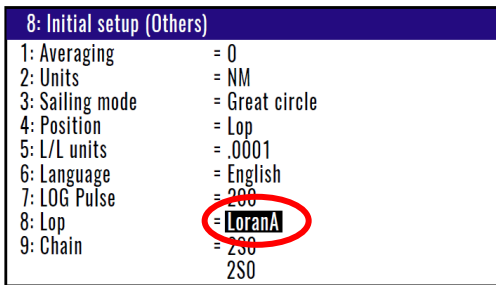 8: Initial setup (Others)
1: Averaging = 0
2: Units = NM
3: Sailing mode = Great circle
4: Position = Lop
5: L/L units = .0001
6: Language = English
7: LOG Pulse = 200
8: Lop = LoranA
9: Chain = 2S0
2S0